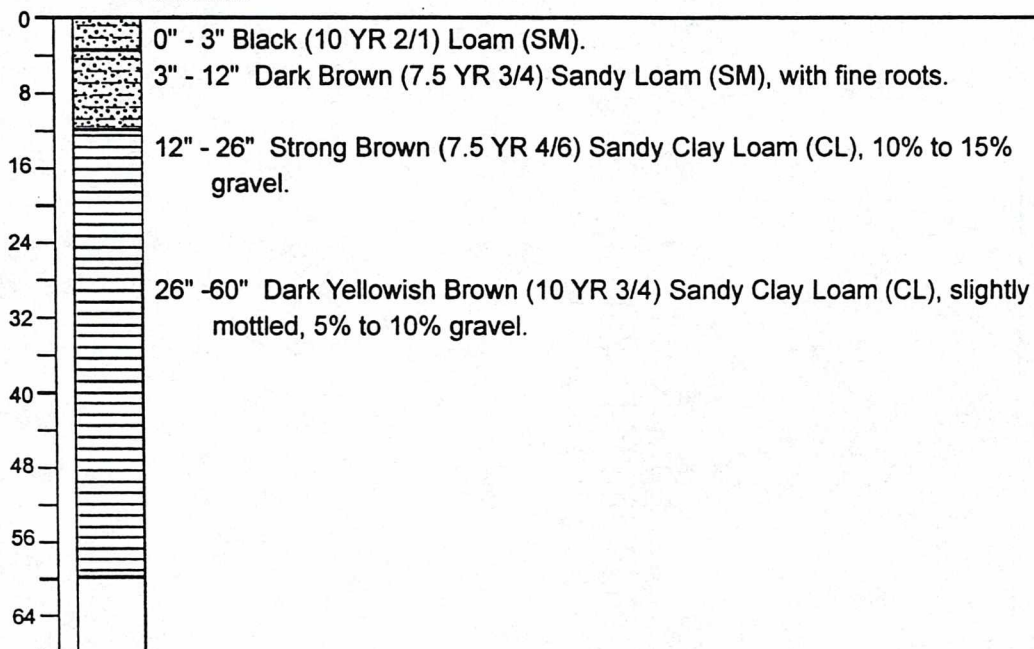 0
0" - 3" Black (10 YR 2/1) Loam (SM).
3" - 12" Dark Brown (7.5 YR 3/4) Sandy Loam (SM), with fine roots.
8
12" - 26" Strong Brown (7.5 YR 4/6) Sandy Clay Loam (CL), 10% to 15%
16
gravel.
24
26" -60" Dark Yellowish Brown (10 YR 3/4) Sandy Clay Loam (CL), slightly
32
mottled, 5% to 10% gravel.
40
48
56
64